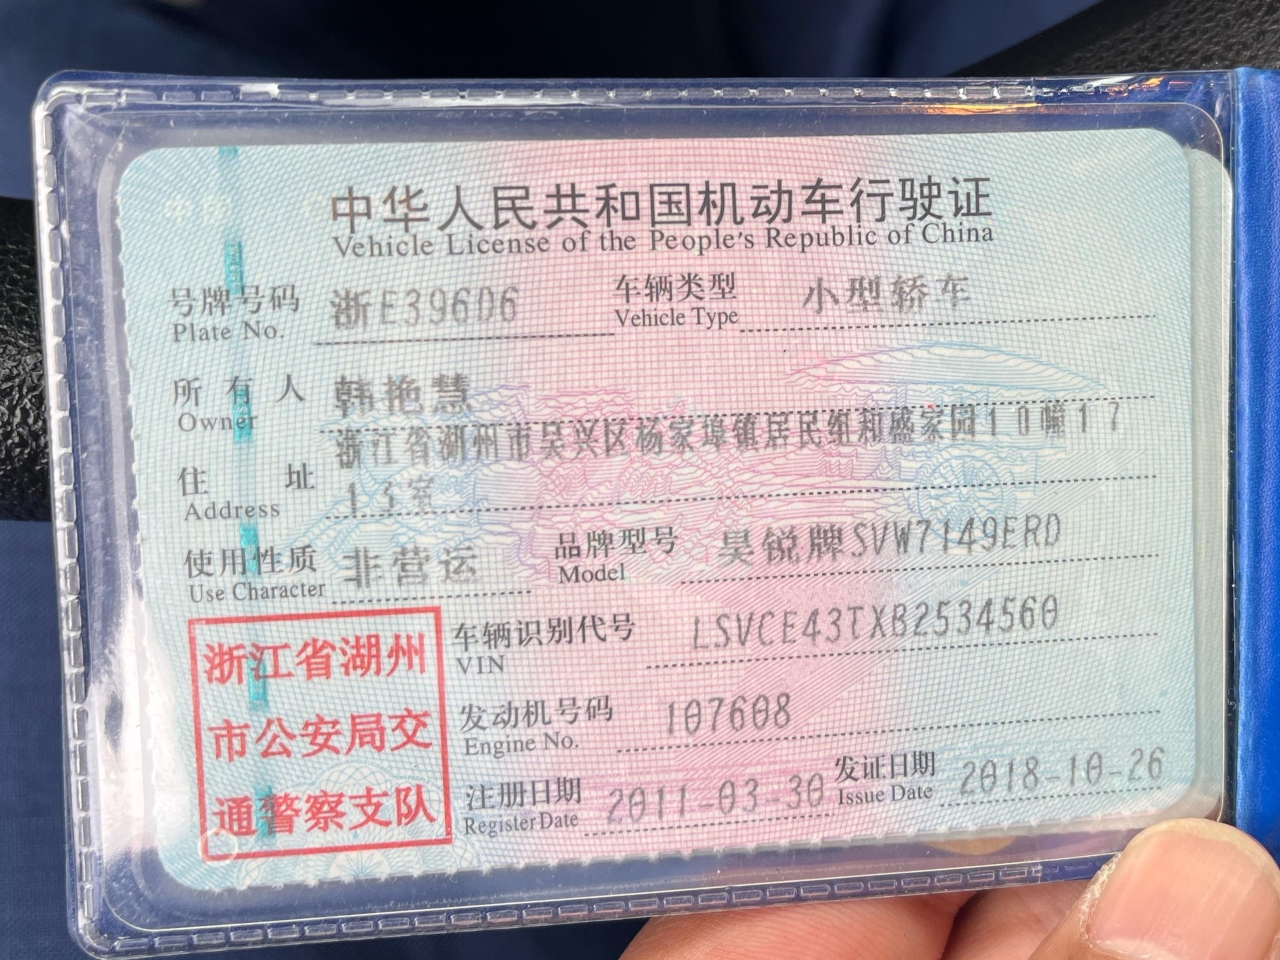 中华人民共和国机动车行驶证
Vehicle License of the People's Republic of China
号牌号码 浙E396D6 车辆类型 小型轿车
Plate No. Vehicle Type
所有人 韩艳慧
Owner
浙江省湖州市吴兴区杨家埠镇居民组和盛家园10幢17
住址 13室
Address
使用性质 非营运 品牌型号 昊锐牌SVW7149ERD
Use Character Model
浙江省湖州
市公安局交
通警察支队
车辆识别代号 LSVCE43TXB2534560
VIN
发动机号码 107608
Engine No.
注册日期 2011-03-30 发证日期 2018-10-26
Register Date Issue Date